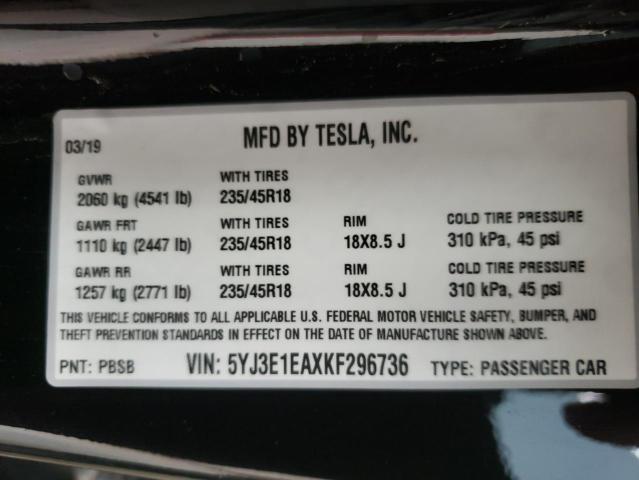 MFD BY TESLA, INC.
03/19
GVWR WITH TIRES
2060 kg (4541 lb) 235/45R18
GAWR FRT WITH TIRES RIM COLD TIRE PRESSURE
1110 kg (2447 lb) 235/45R18 18X8.5 J 310 kPa, 45 psi
GAWR RR WITH TIRES RIM COLD TIRE PRESSURE
1257 kg (2771 lb) 235/45R18 18X8.5 J 310 kPa, 45 psi
THIS VEHICLE CONFORMS TO ALL APPLICABLE U.S. FEDERAL MOTOR VEHICLE SAFETY, BUMPER, AND
THEFT PREVENTION STANDARDS IN EFFECT ON THE DATE OF MANUFACTURE SHOWN ABOVE.
PNT: PBSB VIN: 5YJ3E1EAXKF296736 TYPE: PASSENGER CAR